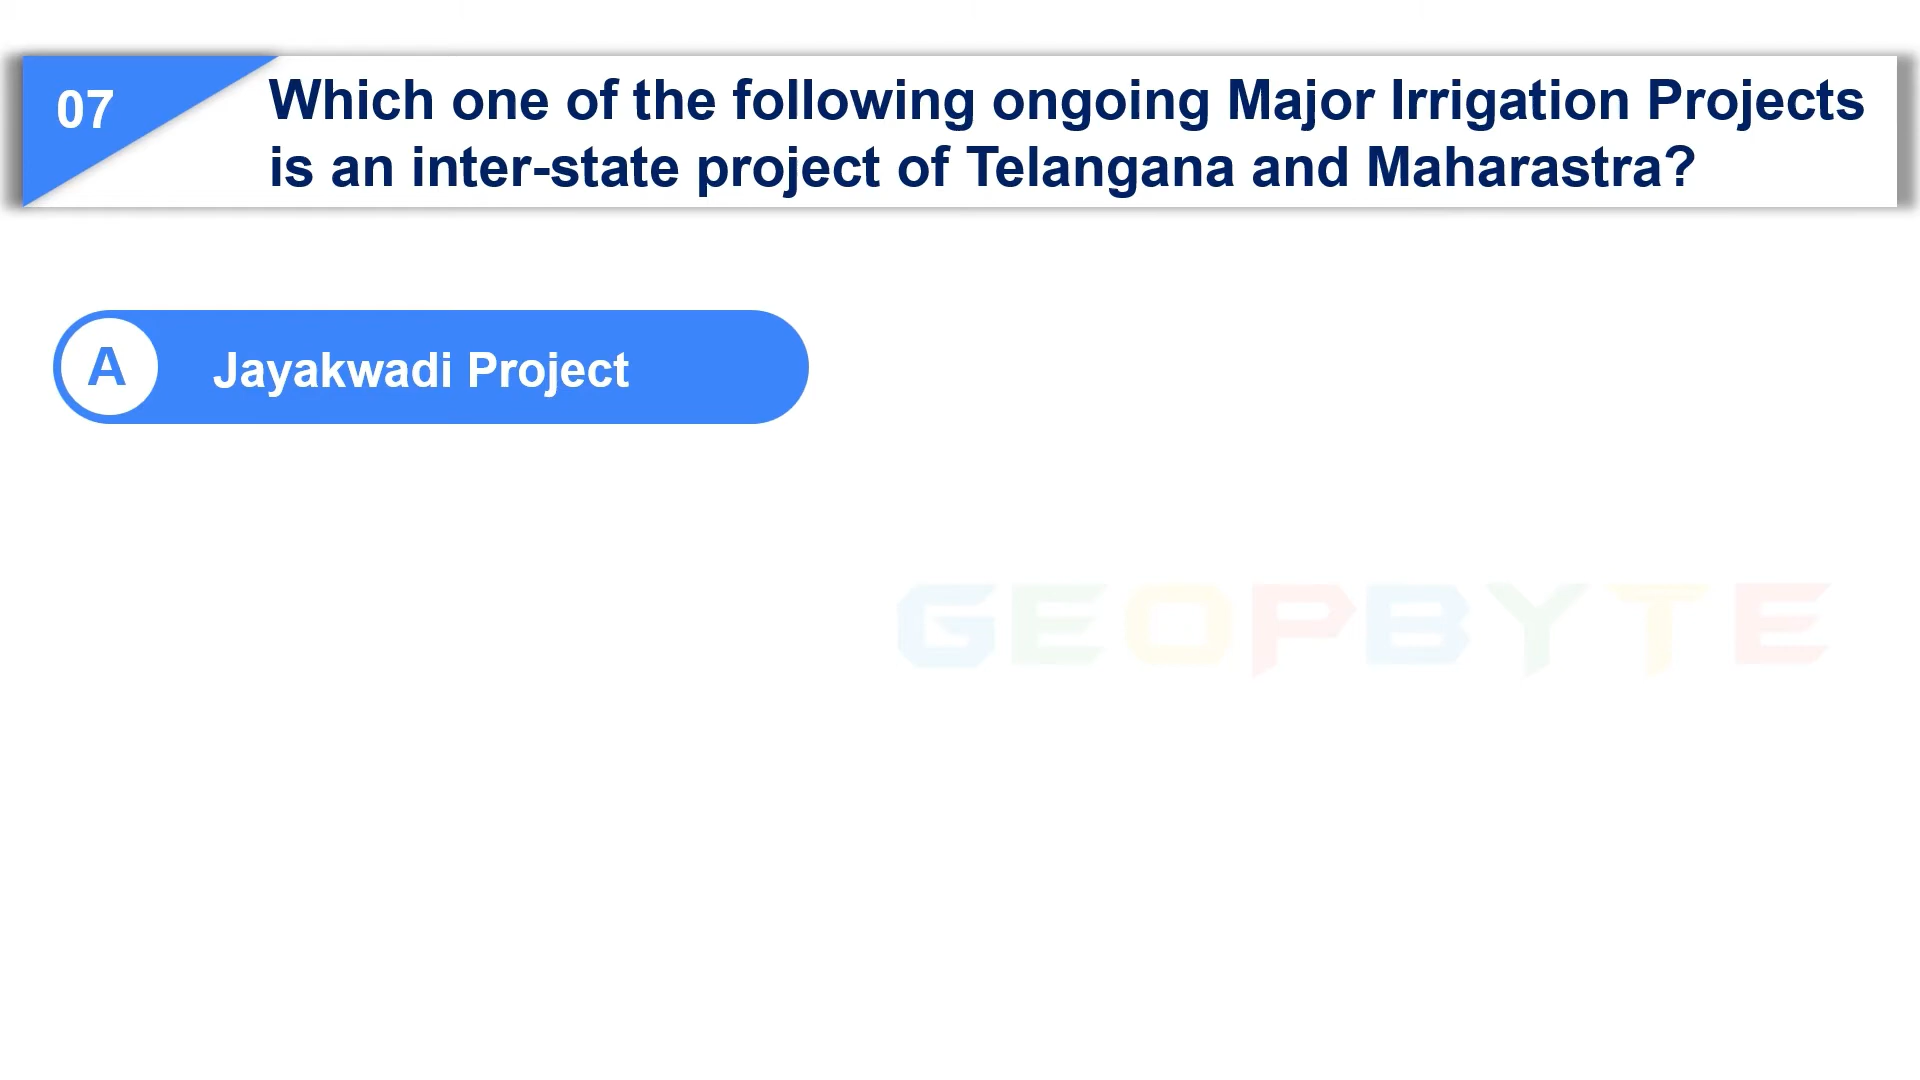 07
Which one of the following ongoing Major Irrigation Projects
is an inter-state project of Telangana and Maharastra?
A
Jayakwadi Project
GEOPBYTE